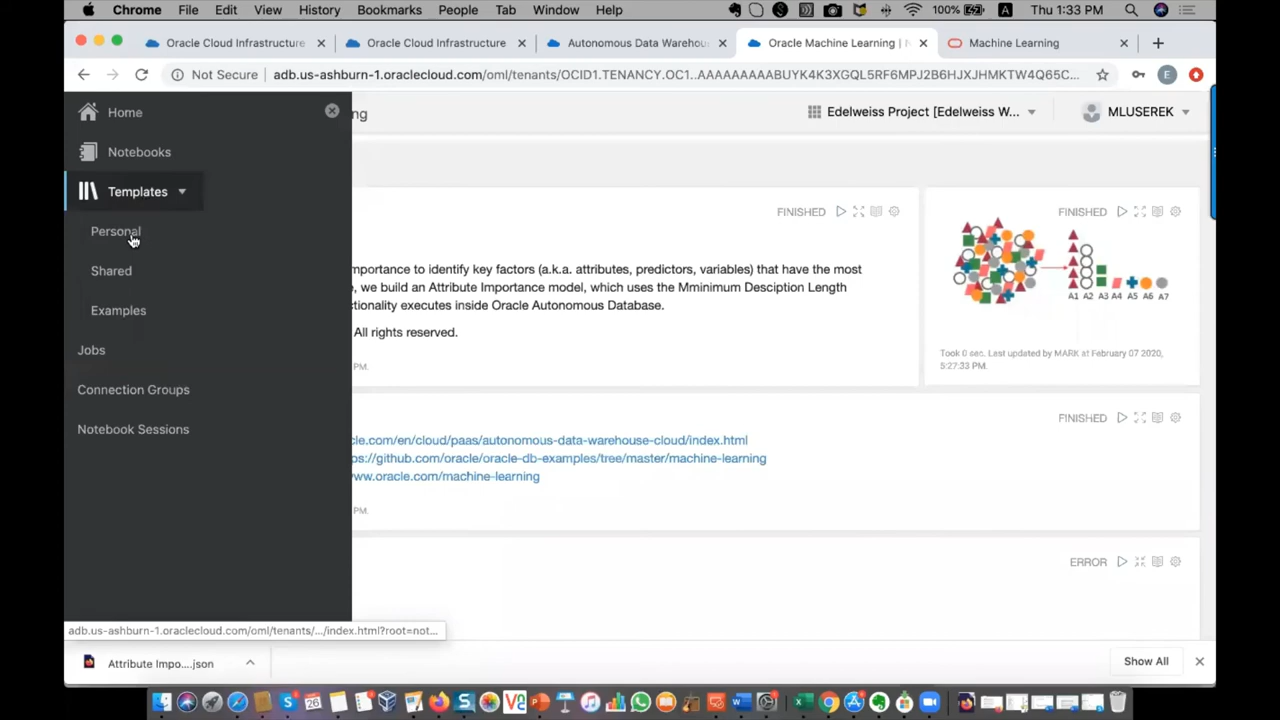 Chrome File Edit View History Bookmarks People Tab Window Help 100% A Thu 1:33 PM
Oracle Cloud Infrastructure × Oracle Cloud Infrastructure × Autonomous Data Warehou × Oracle Machine Learning | N × Machine Learning × +
Not Secure adb.us-ashburn-1.oraclecloud.com/oml/tenants/OCID1.TENANCY.OC1..AAAAAAAABUYK4K3XGQL5RF6MPJ2B6HJXJHMKTW4Q65C... E
Home
ng Edelweiss Project [Edelweiss W... MLUSEREK
Notebooks
Templates
Personal
Shared
Examples
Jobs
Connection Groups
Notebook Sessions
FINISHED
mportance to identify key factors (a.k.a. attributes, predictors, variables) that have the most
e, we build an Attribute Importance model, which uses the Mminimum Desciption Length
ctionality executes inside Oracle Autonomous Database.
All rights reserved.
PM.
FINISHED
A1 A2 A3 A4 A5 A6 A7
Took 0 sec. Last updated by MARK at February 07 2020,
5:27:33 PM.
FINISHED
cle.com/en/cloud/paas/autonomous-data-warehouse-cloud/index.html
ps://github.com/oracle/oracle-db-examples/tree/master/machine-learning
www.oracle.com/machine-learning
PM.
ERROR
adb.us-ashburn-1.oraclecloud.com/oml/tenants/.../index.html?root=not...
Attribute Impo....json
Show All